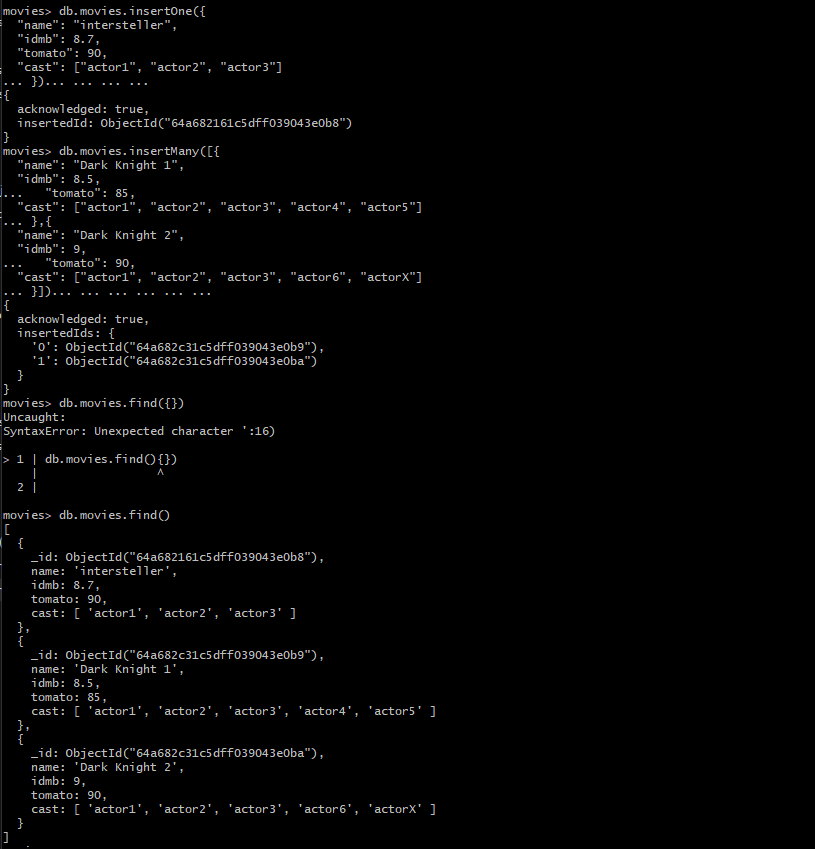 movies> db.movies.insertOne({
  "name": "intersteller",
  "idmb": 8.7,
  "tomato": 90,
  "cast": ["actor1", "actor2", "actor3"]
... })... ... ... ...
{
  acknowledged: true,
  insertedId: ObjectId("64a682161c5dff039043e0b8")
}
movies> db.movies.insertMany([{
  "name": "Dark Knight 1",
  "idmb": 8.5,
...   "tomato": 85,
  "cast": ["actor1", "actor2", "actor3", "actor4", "actor5"]
... },{
  "name": "Dark Knight 2",
  "idmb": 9,
...   "tomato": 90,
  "cast": ["actor1", "actor2", "actor3", "actor6", "actorX"]
... }])... ... ... ... ... ...
{
  acknowledged: true,
  insertedIds: {
    '0': ObjectId("64a682c31c5dff039043e0b9"),
    '1': ObjectId("64a682c31c5dff039043e0ba")
  }
}
movies> db.movies.find({})
Uncaught:
SyntaxError: Unexpected character ':16)

> 1 | db.movies.find(){})
    |                 ^
  2 |

movies> db.movies.find()
[
  {
    _id: ObjectId("64a682161c5dff039043e0b8"),
    name: 'intersteller',
    idmb: 8.7,
    tomato: 90,
    cast: [ 'actor1', 'actor2', 'actor3' ]
  },
  {
    _id: ObjectId("64a682c31c5dff039043e0b9"),
    name: 'Dark Knight 1',
    idmb: 8.5,
    tomato: 85,
    cast: [ 'actor1', 'actor2', 'actor3', 'actor4', 'actor5' ]
  },
  {
    _id: ObjectId("64a682c31c5dff039043e0ba"),
    name: 'Dark Knight 2',
    idmb: 9,
    tomato: 90,
    cast: [ 'actor1', 'actor2', 'actor3', 'actor6', 'actorX' ]
  }
]